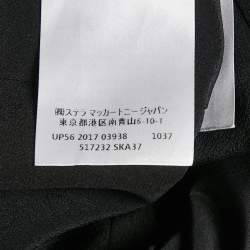 ㈱ステラ マッカートニージャパン
東京都港区南青山6-10-1
UP56 2017 03938 1037
517232 SKA37